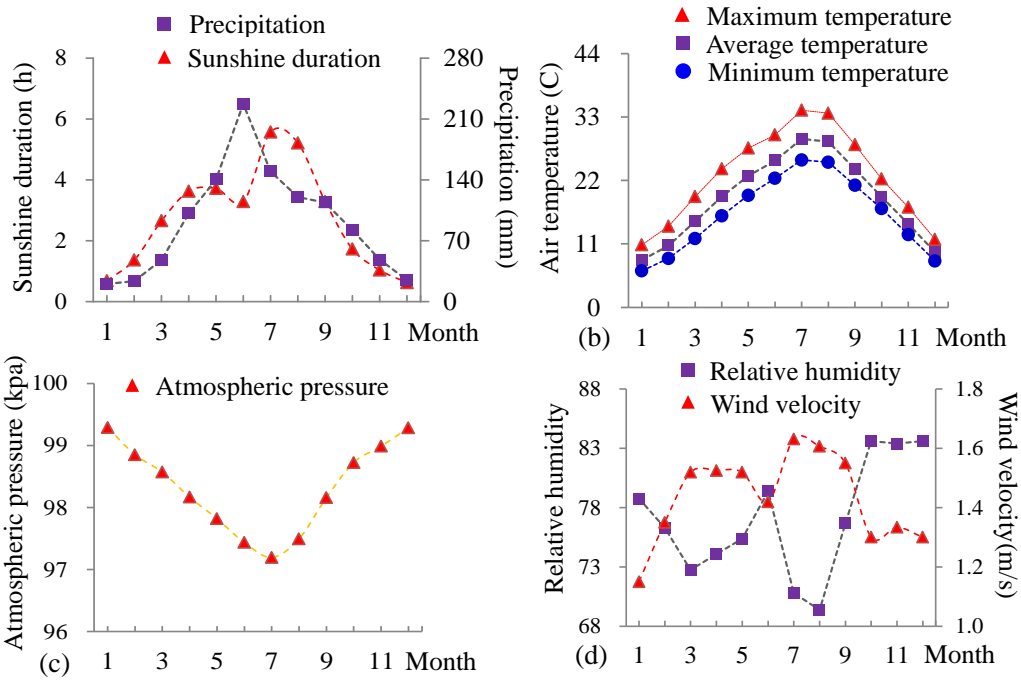 Precipitation
Sunshine duration
Sunshine duration (h)
8
6
4
2
0
280
210
140
70
0
Precipitation (mm)
1 3 5 7 9 11 Month
Maximum temperature
Average temperature
Minimum temperature
Air temperature (C)
44
33
22
11
0
(b) 1 3 5 7 9 11 Month
Atmospheric pressure
Atmospheric pressure (kpa)
100
99
98
97
96
(c) 1 3 5 7 9 11 Month
Relative humidity
Wind velocity
Relative humidity
88
83
78
73
68
1.8
1.6
1.4
1.2
1.0
Wind velocity(m/s)
(d) 1 3 5 7 9 11 Month